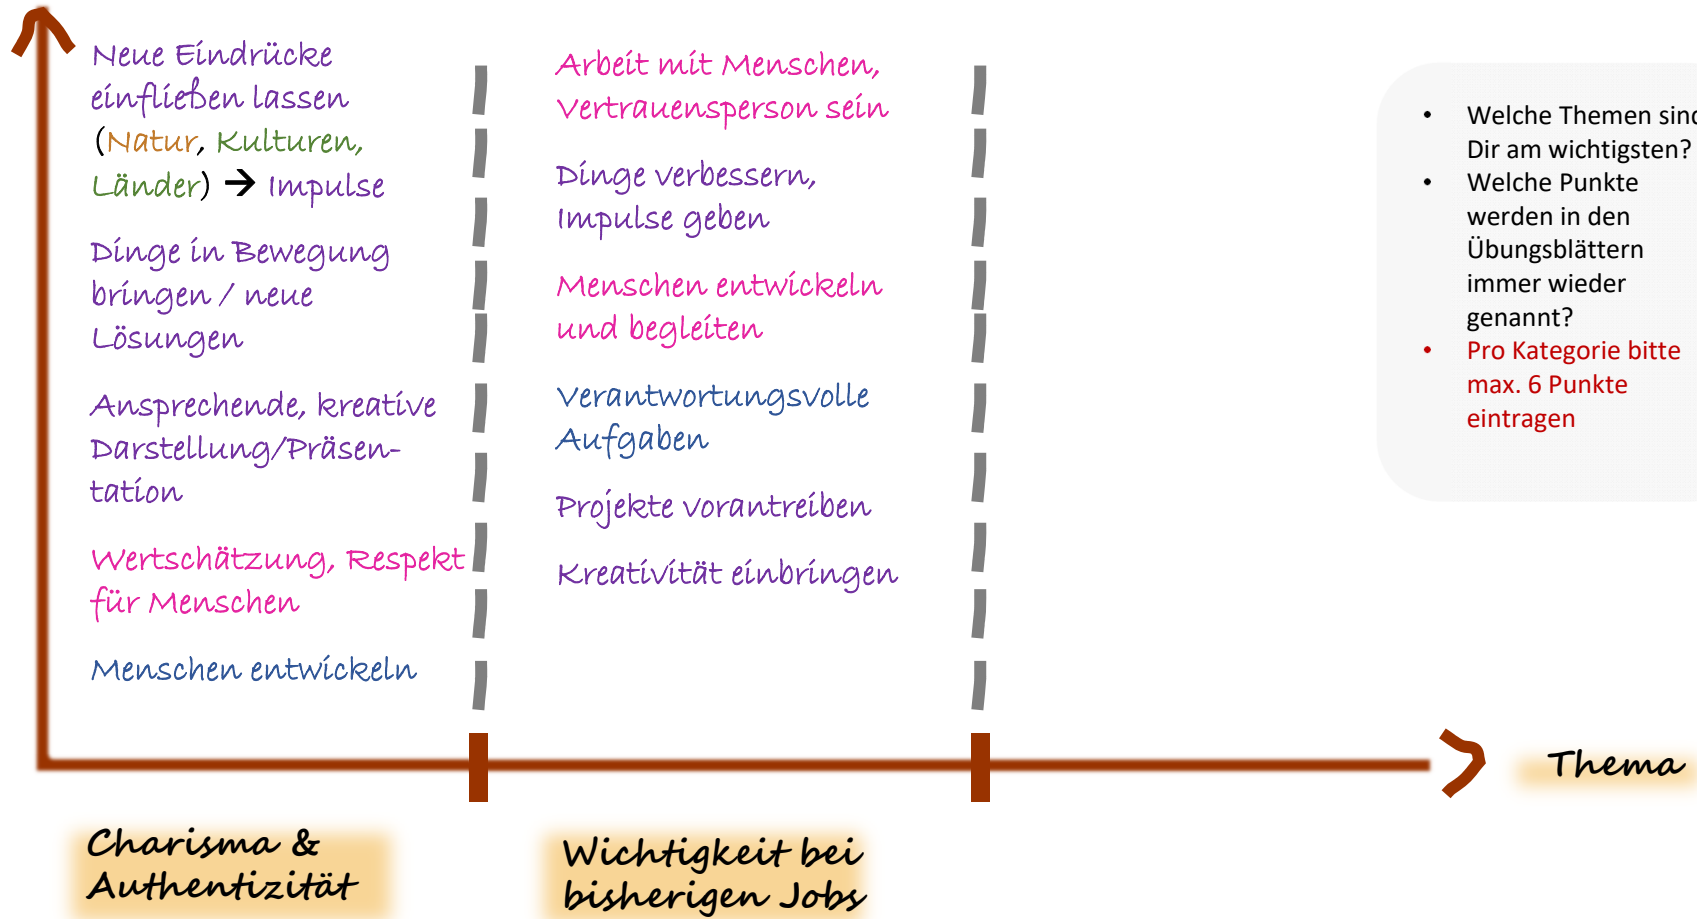 Neue Eindrücke
einfließen lassen
(Natur, Kulturen,
Länder) → Impulse
Dinge in Bewegung
bringen / neue
Lösungen
Ansprechende, kreative
Darstellung/Präsen-
tation
Wertschätzung, Respekt
für Menschen
Menschen entwickeln
Arbeit mit Menschen,
Vertrauensperson sein
Dinge verbessern,
Impulse geben
Menschen entwickeln
und begleiten
Verantwortungsvolle
Aufgaben
Projekte vorantreiben
Kreativität einbringen
• Welche Themen sind
Dir am wichtigsten?
• Welche Punkte
werden in den
Übungsblättern
immer wieder
genannt?
• Pro Kategorie bitte
max. 6 Punkte
eintragen
Thema
Charisma &
Authentizität
Wichtigkeit bei
bisherigen Jobs